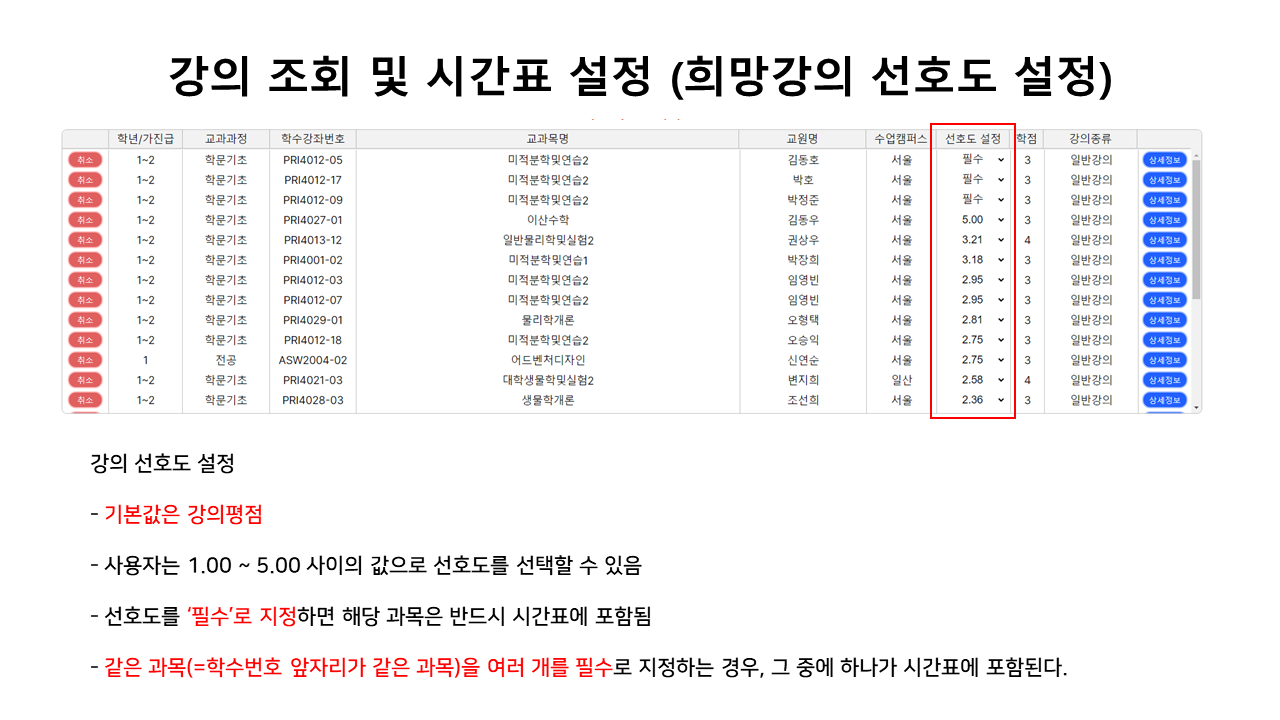 강의 조회 및 시간표 설정 (희망강의 선호도 설정)
학년/가진급 교과과정 학수강좌번호 교과목명 교원명 수업캠퍼스 선호도 설정 학점 강의종류
취소 1~2 학문기초 PRI4012-05 미적분학및연습2 김동호 서울 필수 3 일반강의 상세정보
취소 1~2 학문기초 PRI4012-17 미적분학및연습2 박호 서울 필수 3 일반강의 상세정보
취소 1~2 학문기초 PRI4012-09 미적분학및연습2 박정준 서울 필수 3 일반강의 상세정보
취소 1~2 학문기초 PRI4027-01 이산수학 김동우 서울 5.00 3 일반강의 상세정보
취소 1~2 학문기초 PRI4013-12 일반물리학및실험2 권상우 서울 3.21 4 일반강의 상세정보
취소 1~2 학문기초 PRI4001-02 미적분학및연습1 박장희 서울 3.18 3 일반강의 상세정보
취소 1~2 학문기초 PRI4012-03 미적분학및연습2 임영빈 서울 2.95 3 일반강의 상세정보
취소 1~2 학문기초 PRI4012-07 미적분학및연습2 임영빈 서울 2.95 3 일반강의 상세정보
취소 1~2 학문기초 PRI4029-01 물리학개론 오형택 서울 2.81 3 일반강의 상세정보
취소 1~2 학문기초 PRI4012-18 미적분학및연습2 오승익 서울 2.75 3 일반강의 상세정보
취소 1 전공 ASW2004-02 어드벤처디자인 신연순 서울 2.75 3 일반강의 상세정보
취소 1~2 학문기초 PRI4021-03 대학생물학및실험2 변지희 일산 2.58 4 일반강의 상세정보
취소 1~2 학문기초 PRI4028-03 생물학개론 조선희 서울 2.36 3 일반강의 상세정보
강의 선호도 설정
- 기본값은 강의평점
- 사용자는 1.00 ~ 5.00 사이의 값으로 선호도를 선택할 수 있음
- 선호도를 ‘필수’로 지정하면 해당 과목은 반드시 시간표에 포함됨
- 같은 과목(=학수번호 앞자리가 같은 과목)을 여러 개를 필수로 지정하는 경우, 그 중에 하나가 시간표에 포함된다.